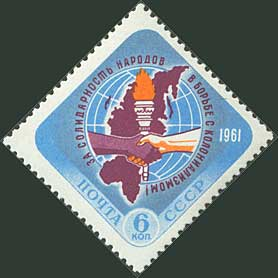 ЗА СОЛИДАРНОСТЬ НАРОДОВ В БОРЬБЕ С КОЛОНИАЛИЗМОМ!
1961
ПОЧТА СССР
6
КОП.